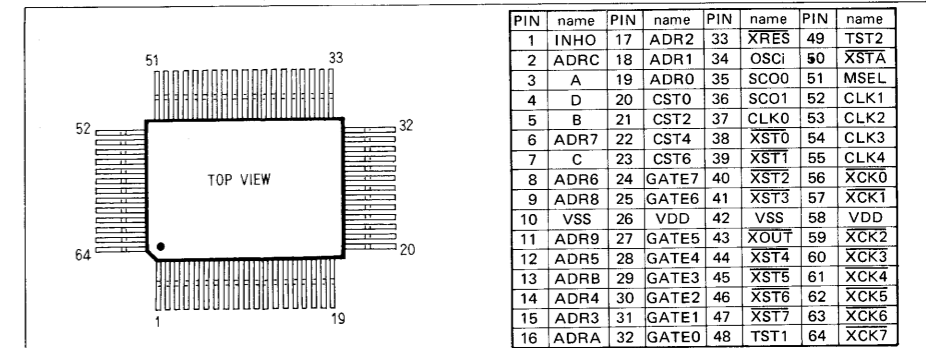 51 33
52 32
TOP VIEW
64 20
1 19
PIN name PIN name PIN name PIN name
1 INHO 17 ADR2 33 XRES 49 TST2
2 ADRC 18 ADR1 34 OSCi 50 XSTA
3 A 19 ADR0 35 SCO0 51 MSEL
4 D 20 CST0 36 SCO1 52 CLK1
5 B 21 CST2 37 CLK0 53 CLK2
6 ADR7 22 CST4 38 XST0 54 CLK3
7 C 23 CST6 39 XST1 55 CLK4
8 ADR6 24 GATE7 40 XST2 56 XCK0
9 ADR8 25 GATE6 41 XST3 57 XCK1
10 VSS 26 VDD 42 VSS 58 VDD
11 ADR9 27 GATE5 43 XOUT 59 XCK2
12 ADR5 28 GATE4 44 XST4 60 XCK3
13 ADRB 29 GATE3 45 XST5 61 XCK4
14 ADR4 30 GATE2 46 XST6 62 XCK5
15 ADR3 31 GATE1 47 XST7 63 XCK6
16 ADRA 32 GATE0 48 TST1 64 XCK7